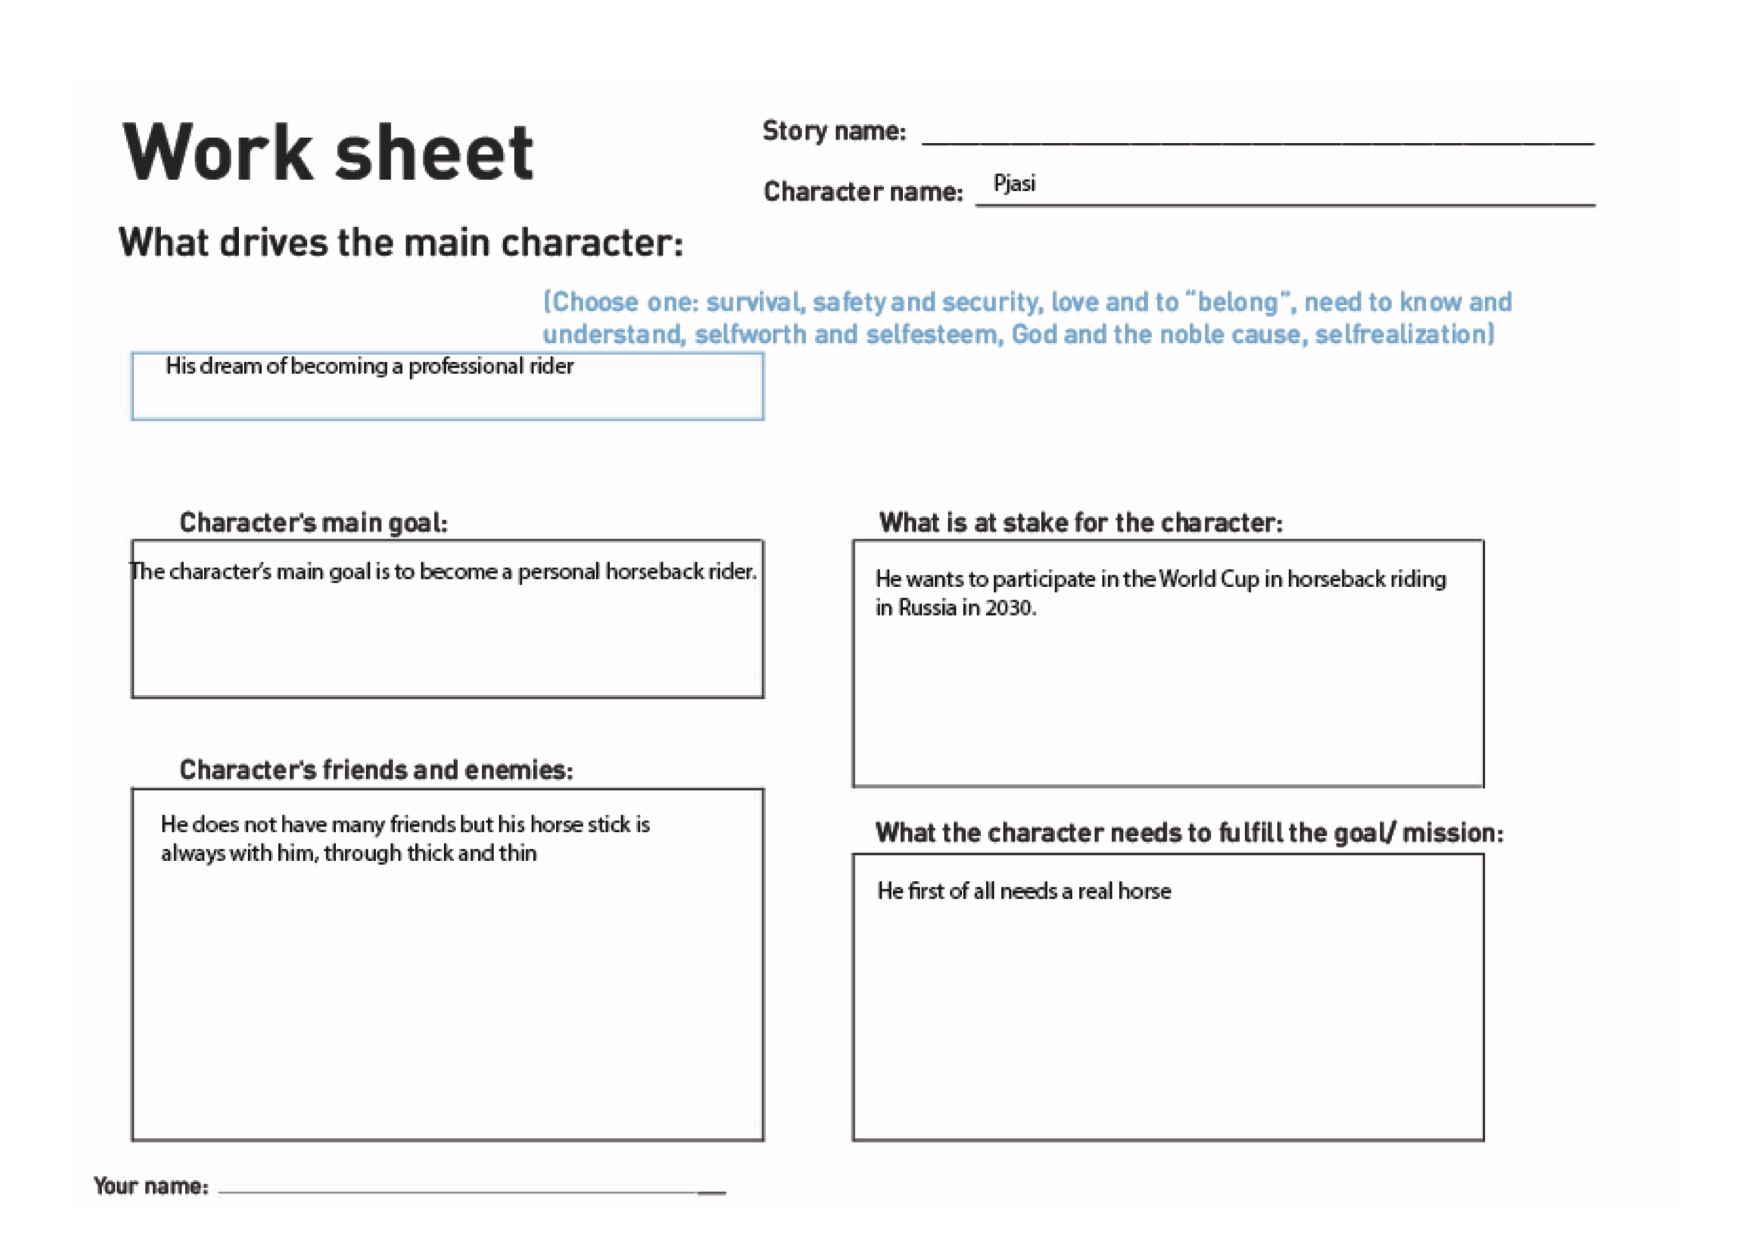 Work sheet
Story name:
Character name: Pjasi
What drives the main character:
(Choose one: survival, safety and security, love and to “belong”, need to know and
understand, selfworth and selfesteem, God and the noble cause, selfrealization)
His dream of becoming a professional rider
Character's main goal:
The character's main goal is to become a personal horseback rider.
What is at stake for the character:
He wants to participate in the World Cup in horseback riding
in Russia in 2030.
Character's friends and enemies:
He does not have many friends but his horse stick is
always with him, through thick and thin
What the character needs to fulfill the goal/ mission:
He first of all needs a real horse
Your name: